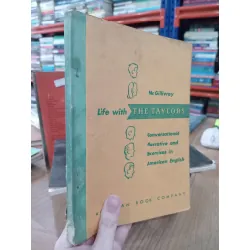 McGillivray
Life with THE TAYLORS
Conversational
Narrative and
Exercises in
American English
AMERICAN BOOK COMPANY